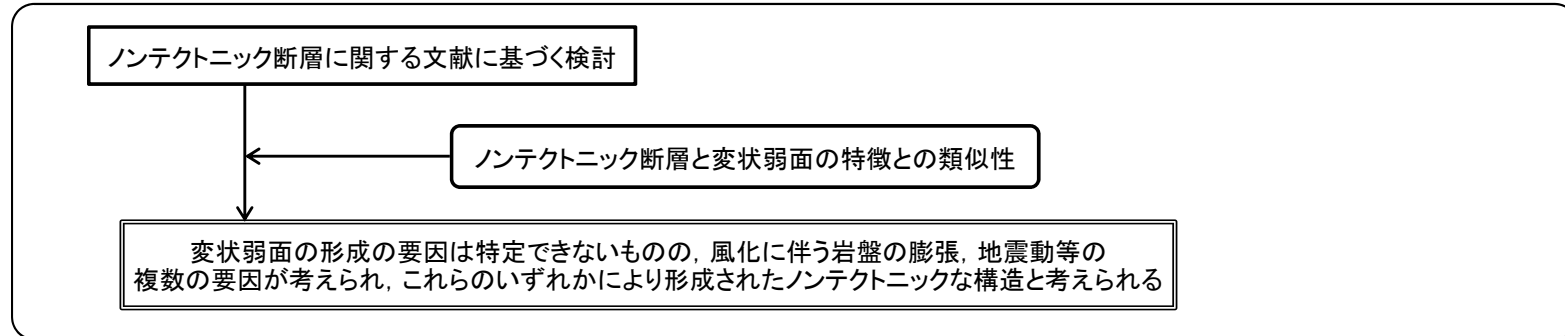 ノンテクトニック断層に関する文献に基づく検討
ノンテクトニック断層と変状弱面の特徴との類似性
変状弱面の形成の要因は特定できないものの，風化に伴う岩盤の膨張，地震動等の
複数の要因が考えられ，これらのいずれかにより形成されたノンテクトニックな構造と考えられる